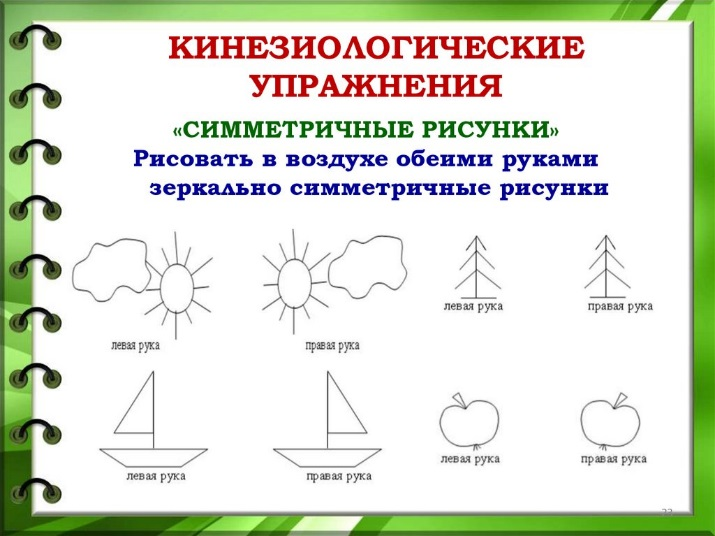 КИНЕЗИОЛОГИЧЕСКИЕ
УПРАЖНЕНИЯ
«СИММЕТРИЧНЫЕ РИСУНКИ»
Рисовать в воздухе обеими руками
зеркально симметричные рисунки
левая рука
правая рука
левая рука
правая рука
левая рука
правая рука
левая рука
правая рука